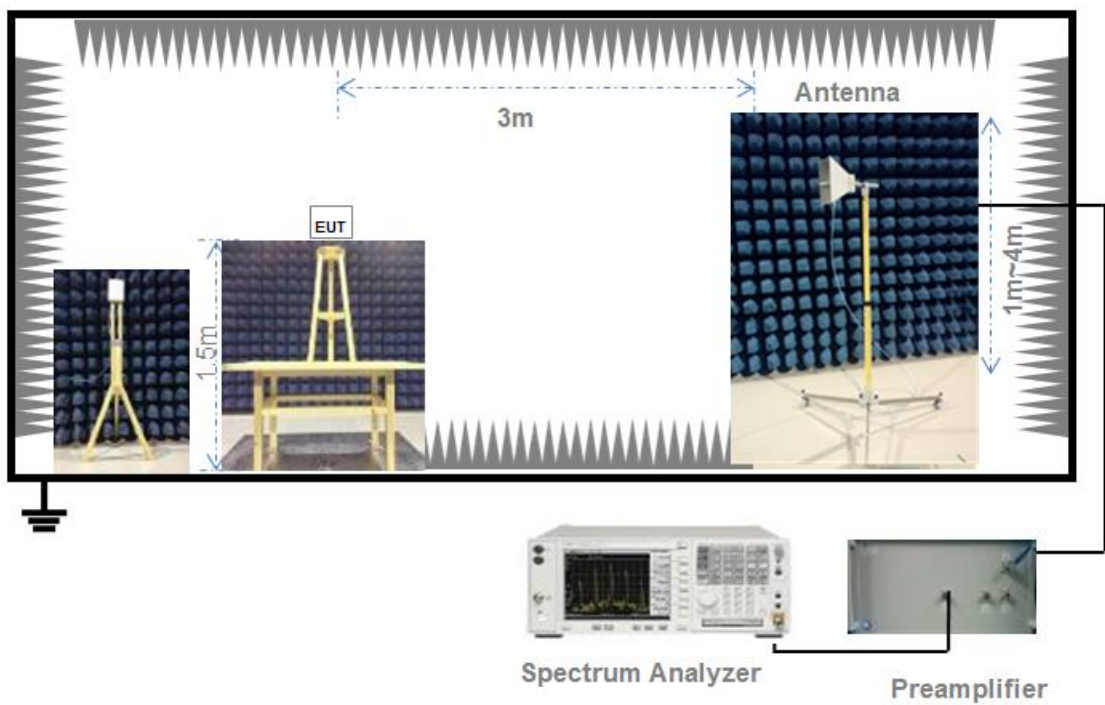 Antenna
3m
EUT
1.5m
1m~4m
Spectrum Analyzer
Preamplifier